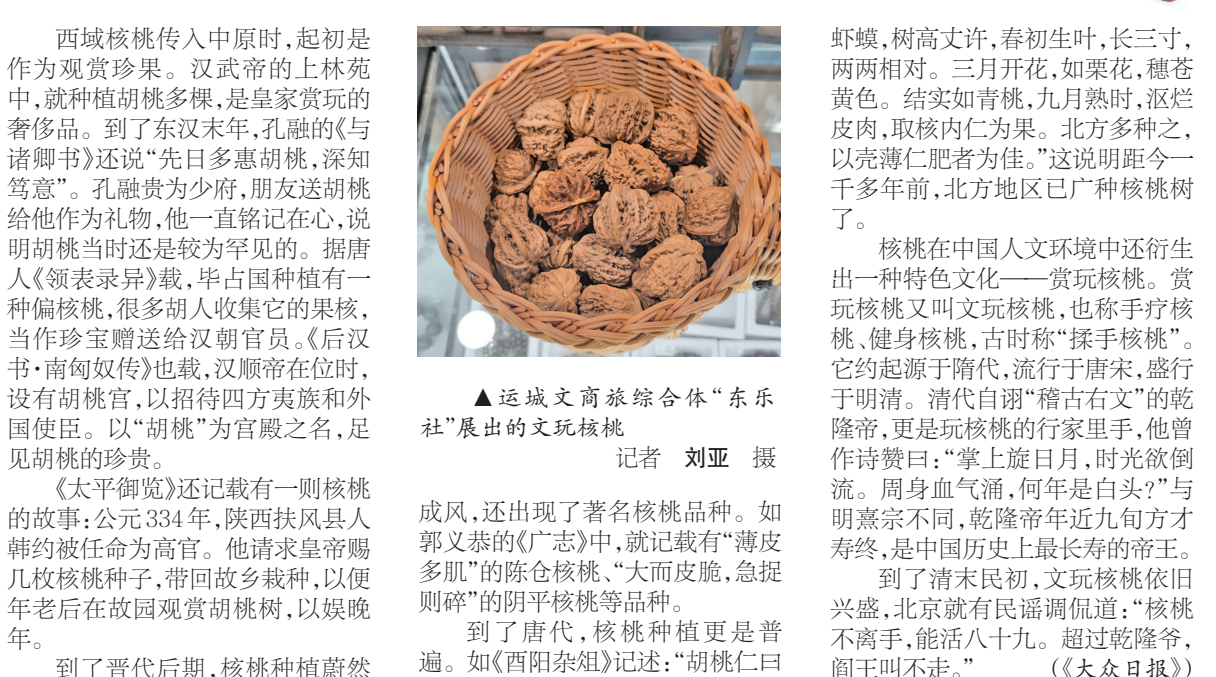 西域核桃传入中原时,起初是
作为观赏珍果。汉武帝的上林苑
中,就种植胡桃多棵,是皇家赏玩的
奢侈品。到了东汉末年,孔融的《与
诸卿书》还说“先日多惠胡桃,深知
笃意”。孔融贵为少府,朋友送胡桃
给他作为礼物,他一直铭记在心,说
明胡桃当时还是较为罕见的。据唐
人《领表录异》载,毕占国种植有一
种偏核桃,很多胡人收集它的果核,
当作珍宝赠送给汉朝官员。《后汉
书·南匈奴传》也载,汉顺帝在位时,
设有胡桃官,以招待四方夷族和外
国使臣。以“胡桃”为官殿之名,足
见胡桃的珍贵。
《太平御览》还记载有一则核桃
的故事:公元334年,陕西扶风县人
韩约被任命为高官。他请求皇帝赐
几枚核桃种子,带回故乡栽种,以便
年老后在故园观赏胡桃树,以娱晚
年。
到了晋代后期,核桃种植蔚然
▲运城文商旅综合体“东乐
社”展出的文玩核桃
记者 刘亚 摄
成风,还出现了著名核桃品种。如
郭义恭的《广志》中,就记载有“薄皮
多肌”的陈仓核桃、“大而皮脆,急捉
则碎”的阴平核桃等品种。
到了唐代,核桃种植更是普
遍。如《酉阳杂俎》记述:“胡桃仁曰
虾蟆,树高丈许,春初生叶,长三寸,
两两相对。三月开花,如栗花,穗苍
黄色。结实如青桃,九月熟时,沤烂
皮肉,取核内仁为果。北方多种之,
以壳薄仁肥者为佳。”这说明距今一
千多年前,北方地区已广种核桃树
了。
核桃在中国人文环境中还衍生
出一种特色文化——赏玩核桃。赏
玩核桃又叫文玩核桃,也称手疗核
桃、健身核桃,古时称“揉手核桃”。
它约起源于隋代,流行于唐宋,盛行
于明清。清代自诩“稽古右文”的乾
隆帝,更是玩核桃的行家里手,他曾
作诗赞曰:“掌上旋日月,时光欲倒
流。周身血气涌,何年是白头?”与
明熹宗不同,乾隆帝年近九旬方才
寿终,是中国历史上最长寿的帝王。
到了清末民初,文玩核桃依旧
兴盛,北京就有民谣调侃道:“核桃
不离手,能活八十九。超过乾隆爷,
阎王叫不走。” (《大众日报》)